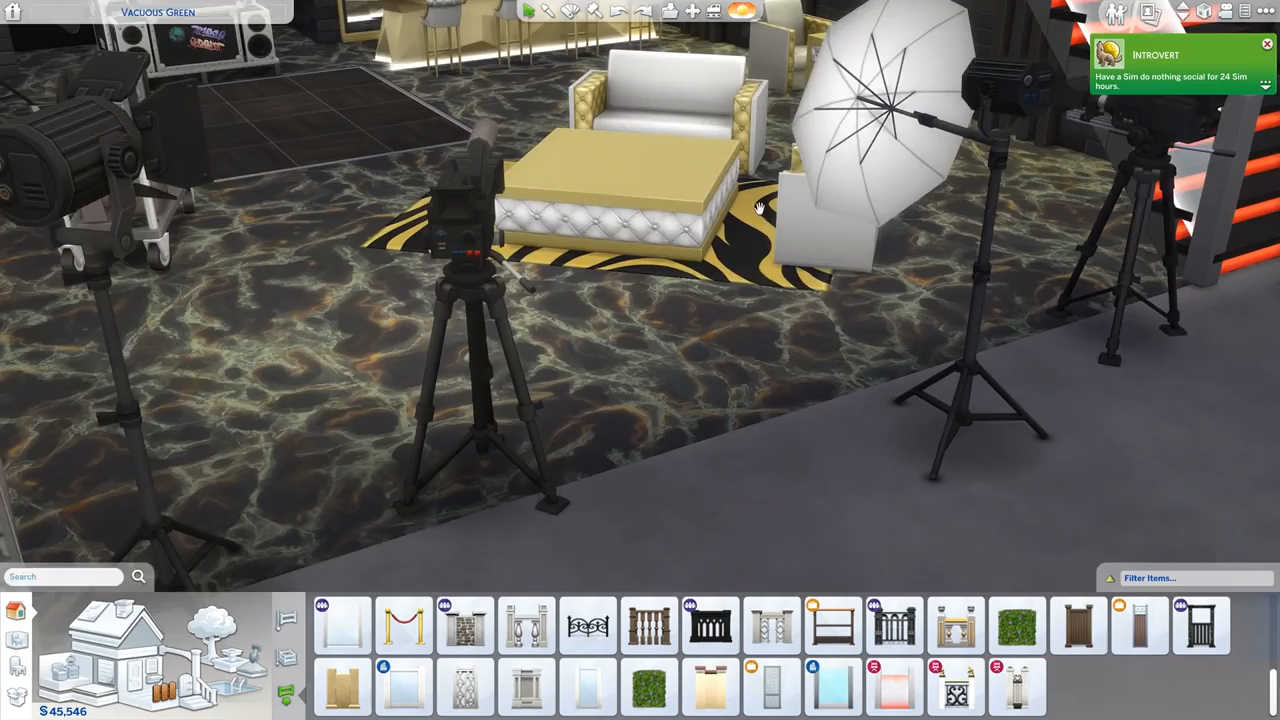 Vacuous Green
Introvert
Have a Sim do nothing social for 24 Sim
hours.
Search
Filter Items...
§45,546